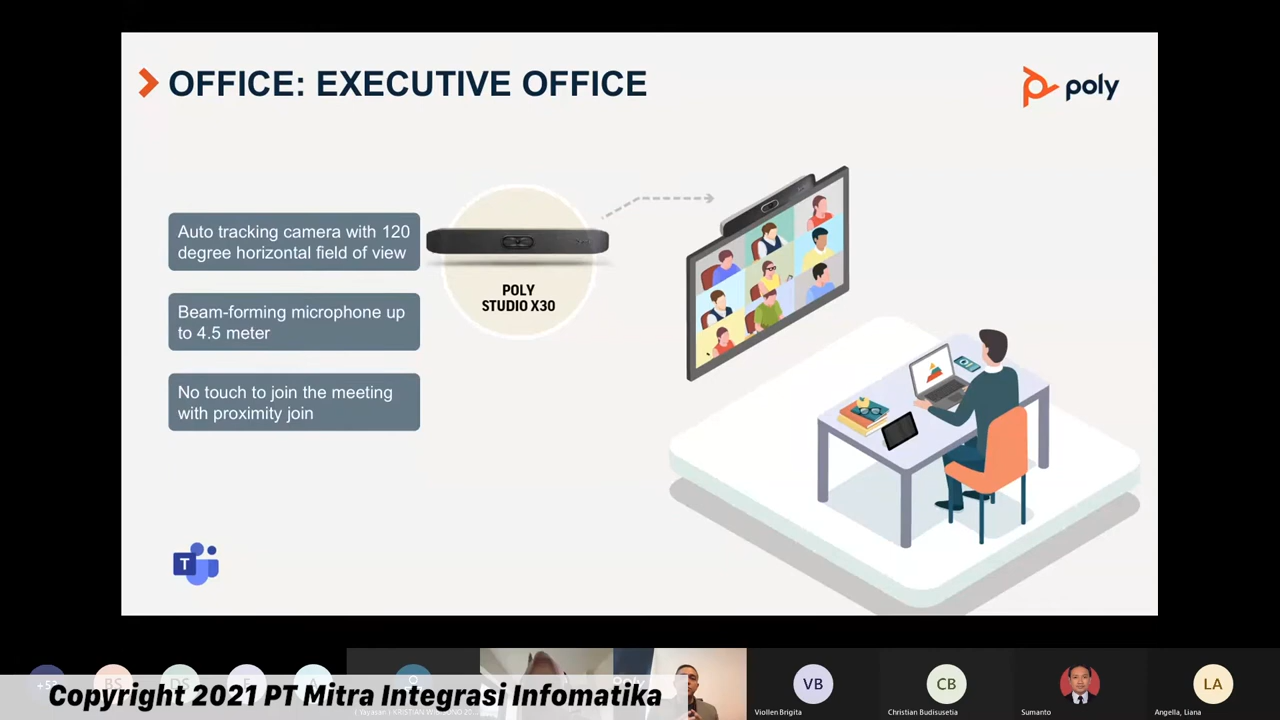 OFFICE: EXECUTIVE OFFICE
poly
Auto tracking camera with 120
degree horizontal field of view
POLY
STUDIO X30
Beam-forming microphone up
to 4.5 meter
No touch to join the meeting
with proximity join
T
VB
CB
LA
Copyright 2021 PT Mitra Integrasi Infomatika
Viollen Brigita
Christian Budisusetia
Sumanto
Angella, Liana